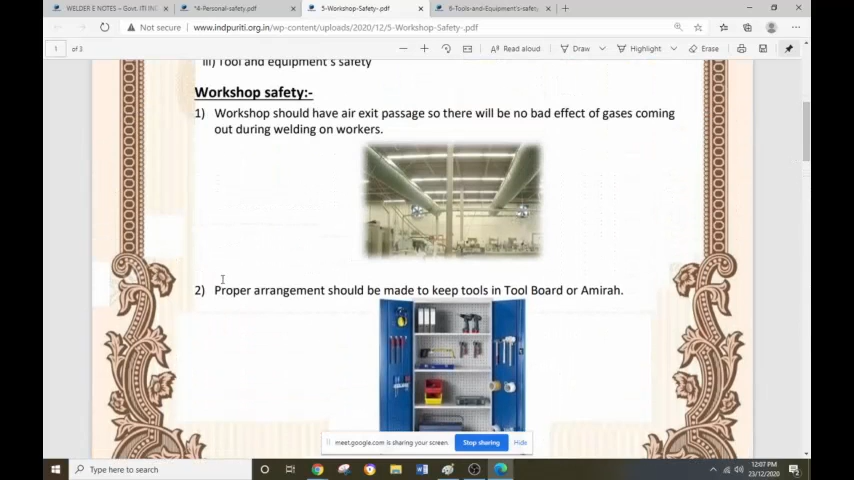 WELDER E NOTES – Govt. ITI INI
*4-Personal-safety.pdf
5-Workshop-Safety-.pdf
6-Tools-and-Equipment's-safety
Not secure | www.indpuriti.org.in/wp-content/uploads/2020/12/5-Workshop-Safety-.pdf
1 of 3
Read aloud
Draw
Highlight
Erase
iii) Tool and equipment's safety
Workshop safety:-
1) Workshop should have air exit passage so there will be no bad effect of gases coming
out during welding on workers.
2) Proper arrangement should be made to keep tools in Tool Board or Amirah.
meet.google.com is sharing your screen.
Stop sharing
Hide
Type here to search
12:07 PM
23/12/2020